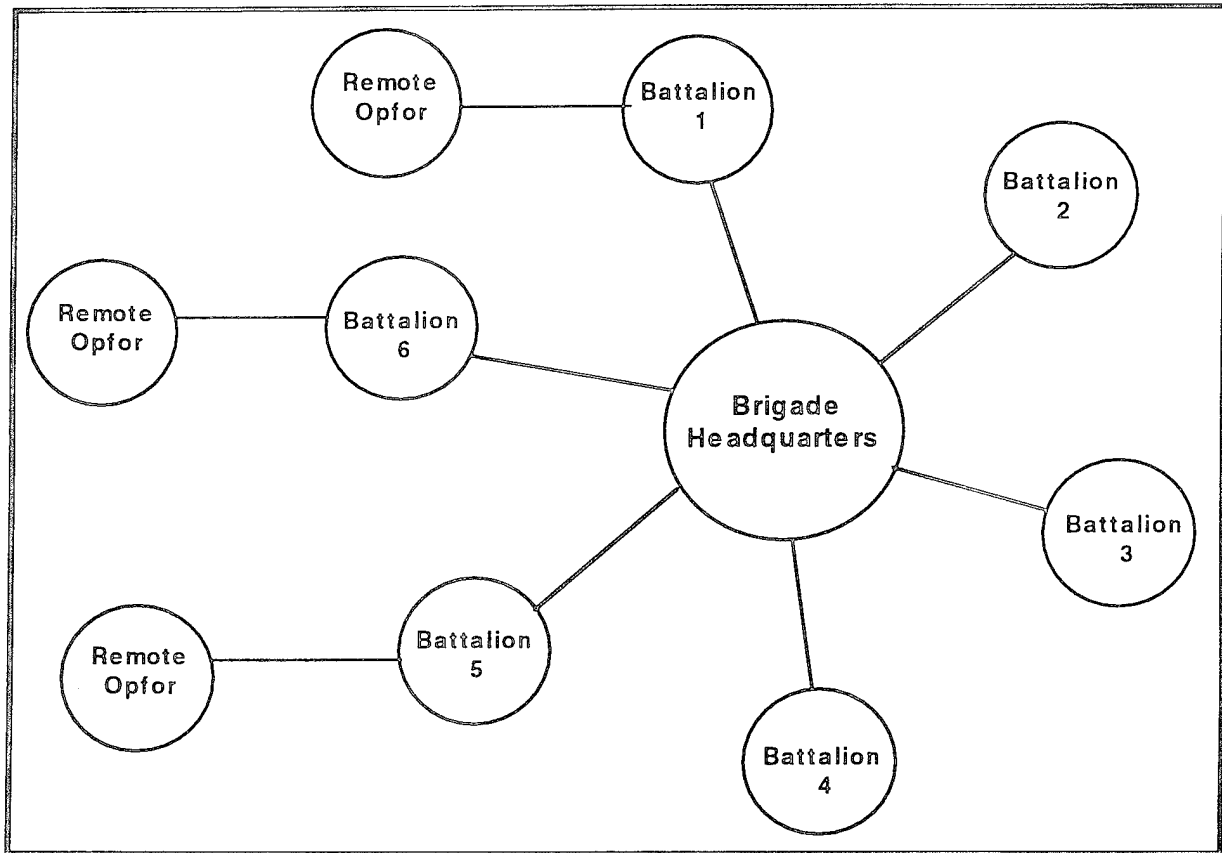 Remote
Opfor
Battalion
1
Battalion
2
Remote
Opfor
Battalion
6
Brigade
Headquarters
Battalion
3
Remote
Opfor
Battalion
5
Battalion
4